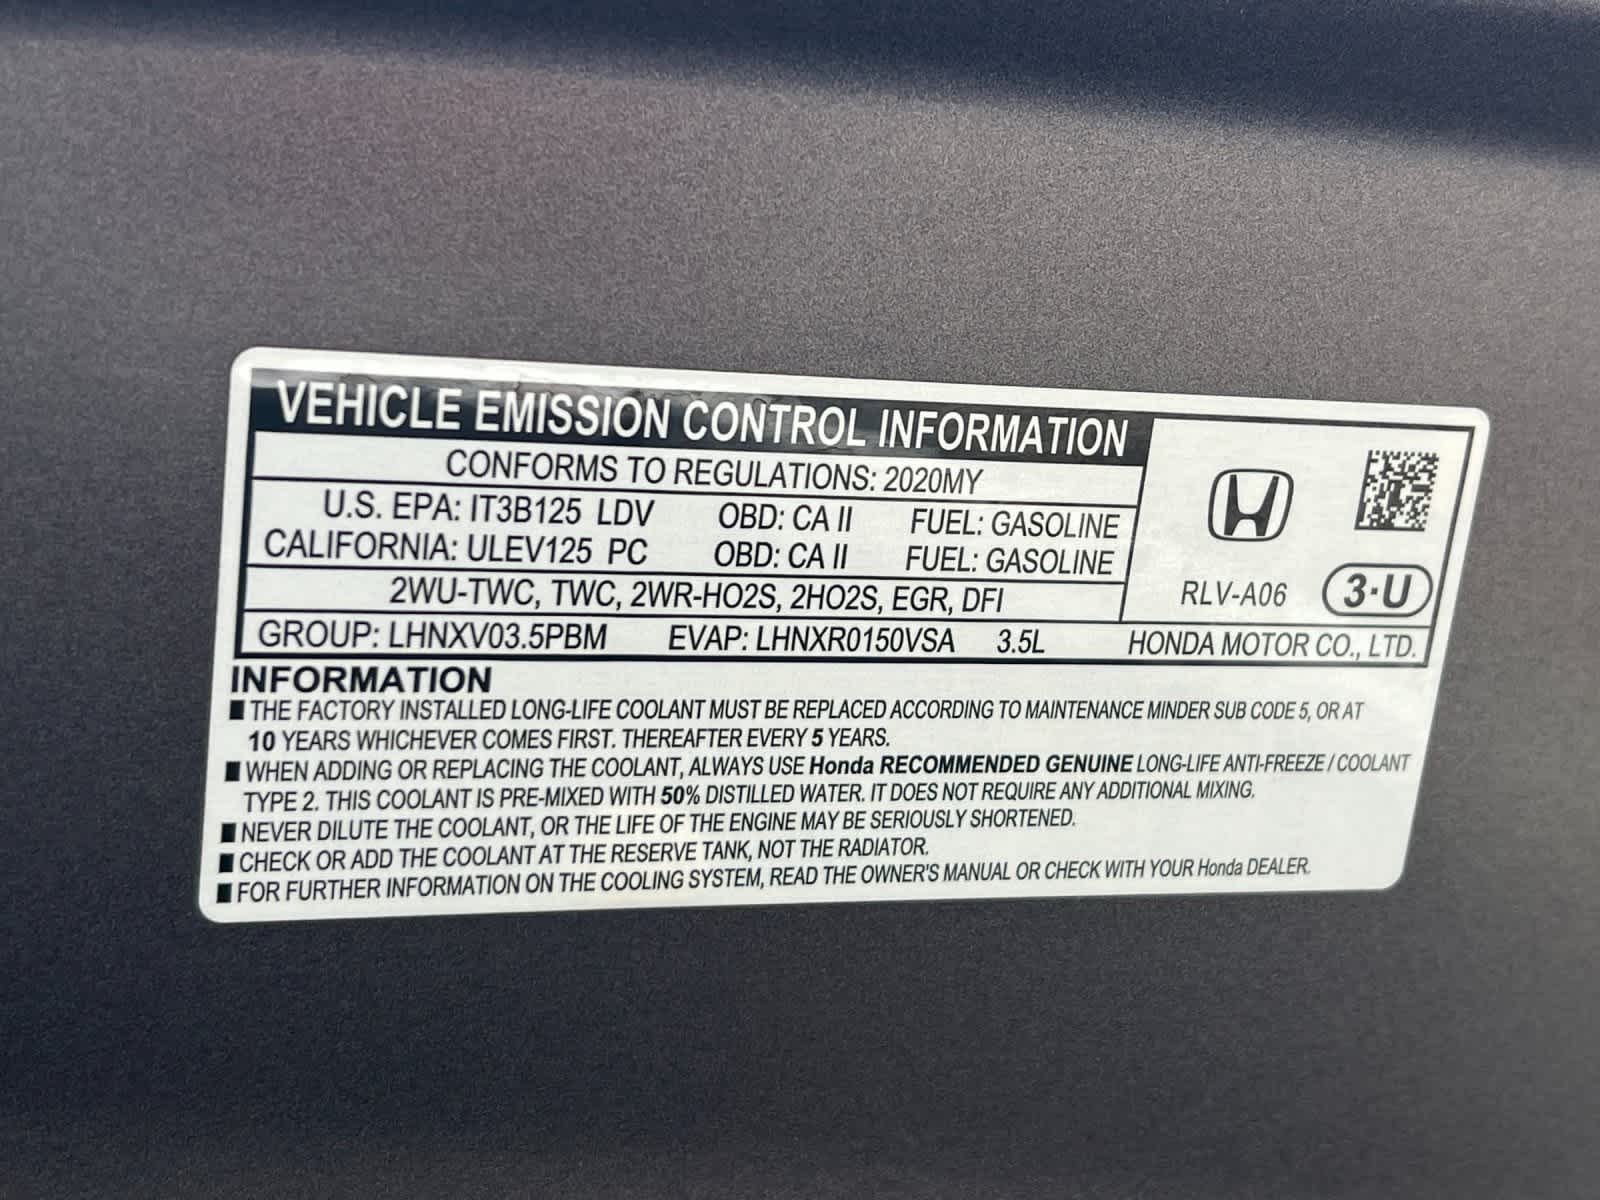 VEHICLE EMISSION CONTROL INFORMATION
CONFORMS TO REGULATIONS: 2020MY
U.S. EPA: IT3B125 LDV OBD: CA II FUEL: GASOLINE
CALIFORNIA: ULEV125 PC OBD: CA II FUEL: GASOLINE
2WU-TWC, TWC, 2WR-HO2S, 2HO2S, EGR, DFI
RLV-A06 3·U
GROUP: LHNXV03.5PBM EVAP: LHNXR0150VSA 3.5L HONDA MOTOR CO., LTD.
INFORMATION
■ THE FACTORY INSTALLED LONG-LIFE COOLANT MUST BE REPLACED ACCORDING TO MAINTENANCE MINDER SUB CODE 5, OR AT
10 YEARS WHICHEVER COMES FIRST. THEREAFTER EVERY 5 YEARS.
■ WHEN ADDING OR REPLACING THE COOLANT, ALWAYS USE Honda RECOMMENDED GENUINE LONG-LIFE ANTI-FREEZE / COOLANT
TYPE 2. THIS COOLANT IS PRE-MIXED WITH 50% DISTILLED WATER. IT DOES NOT REQUIRE ANY ADDITIONAL MIXING.
■ NEVER DILUTE THE COOLANT, OR THE LIFE OF THE ENGINE MAY BE SERIOUSLY SHORTENED.
■ CHECK OR ADD THE COOLANT AT THE RESERVE TANK, NOT THE RADIATOR.
■ FOR FURTHER INFORMATION ON THE COOLING SYSTEM, READ THE OWNER'S MANUAL OR CHECK WITH YOUR Honda DEALER.